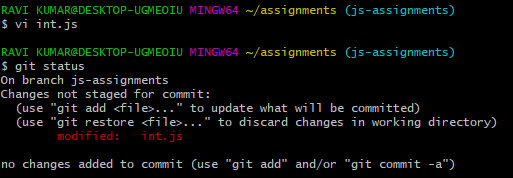 RAVI KUMAR@DESKTOP-UGMEOIU MINGW64 ~/assignments (js-assignments)
$ vi int.js
RAVI KUMAR@DESKTOP-UGMEOIU MINGW64 ~/assignments (js-assignments)
$ git status
On branch js-assignments
Changes not staged for commit:
  (use "git add <file>..." to update what will be committed)
  (use "git restore <file>..." to discard changes in working directory)
        modified:   int.js
no changes added to commit (use "git add" and/or "git commit -a")